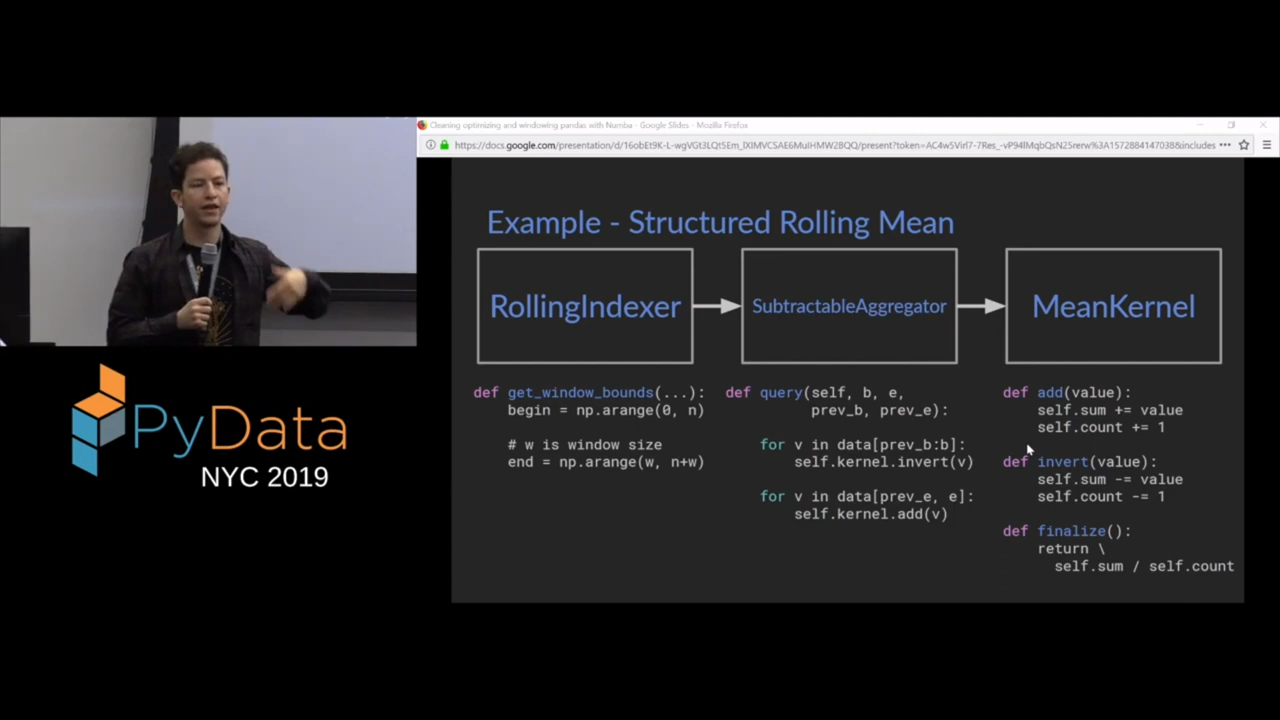 Cleaning optimizing and windowing pandas with Numba - Google Slides - Mozilla Firefox
Example - Structured Rolling Mean
RollingIndexer
SubtractableAggregator
MeanKernel
def get_window_bounds(...):
begin = np.arange(0, n)
# w is window size
end = np.arange(w, n+w)
def query(self, b, e,
prev_b, prev_e):
for v in data[prev_b:b]:
self.kernel.invert(v)
for v in data[prev_e, e]:
self.kernel.add(v)
def add(value):
self.sum += value
self.count += 1
def invert(value):
self.sum -= value
self.count -= 1
def finalize():
return \
self.sum / self.count
PyData
NYC 2019